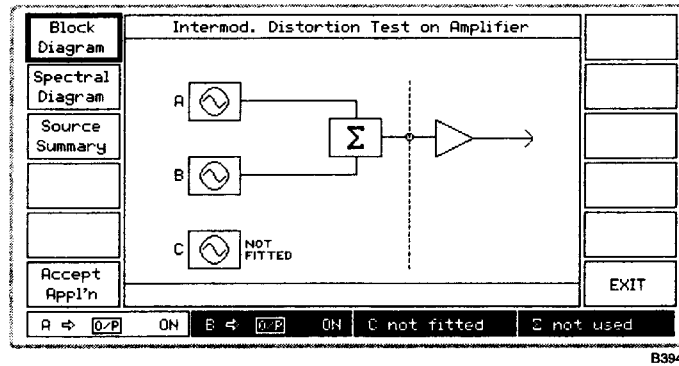 Block
Diagram
Intermod. Distortion Test on Amplifier
Spectral
Diagram
Source
Summary
A
Σ
B
C
NOT
FITTED
Accept
Appl'n
EXIT
A ⇨ O/P ON
B ⇨ O/P ON
C not fitted
Σ not used
B394